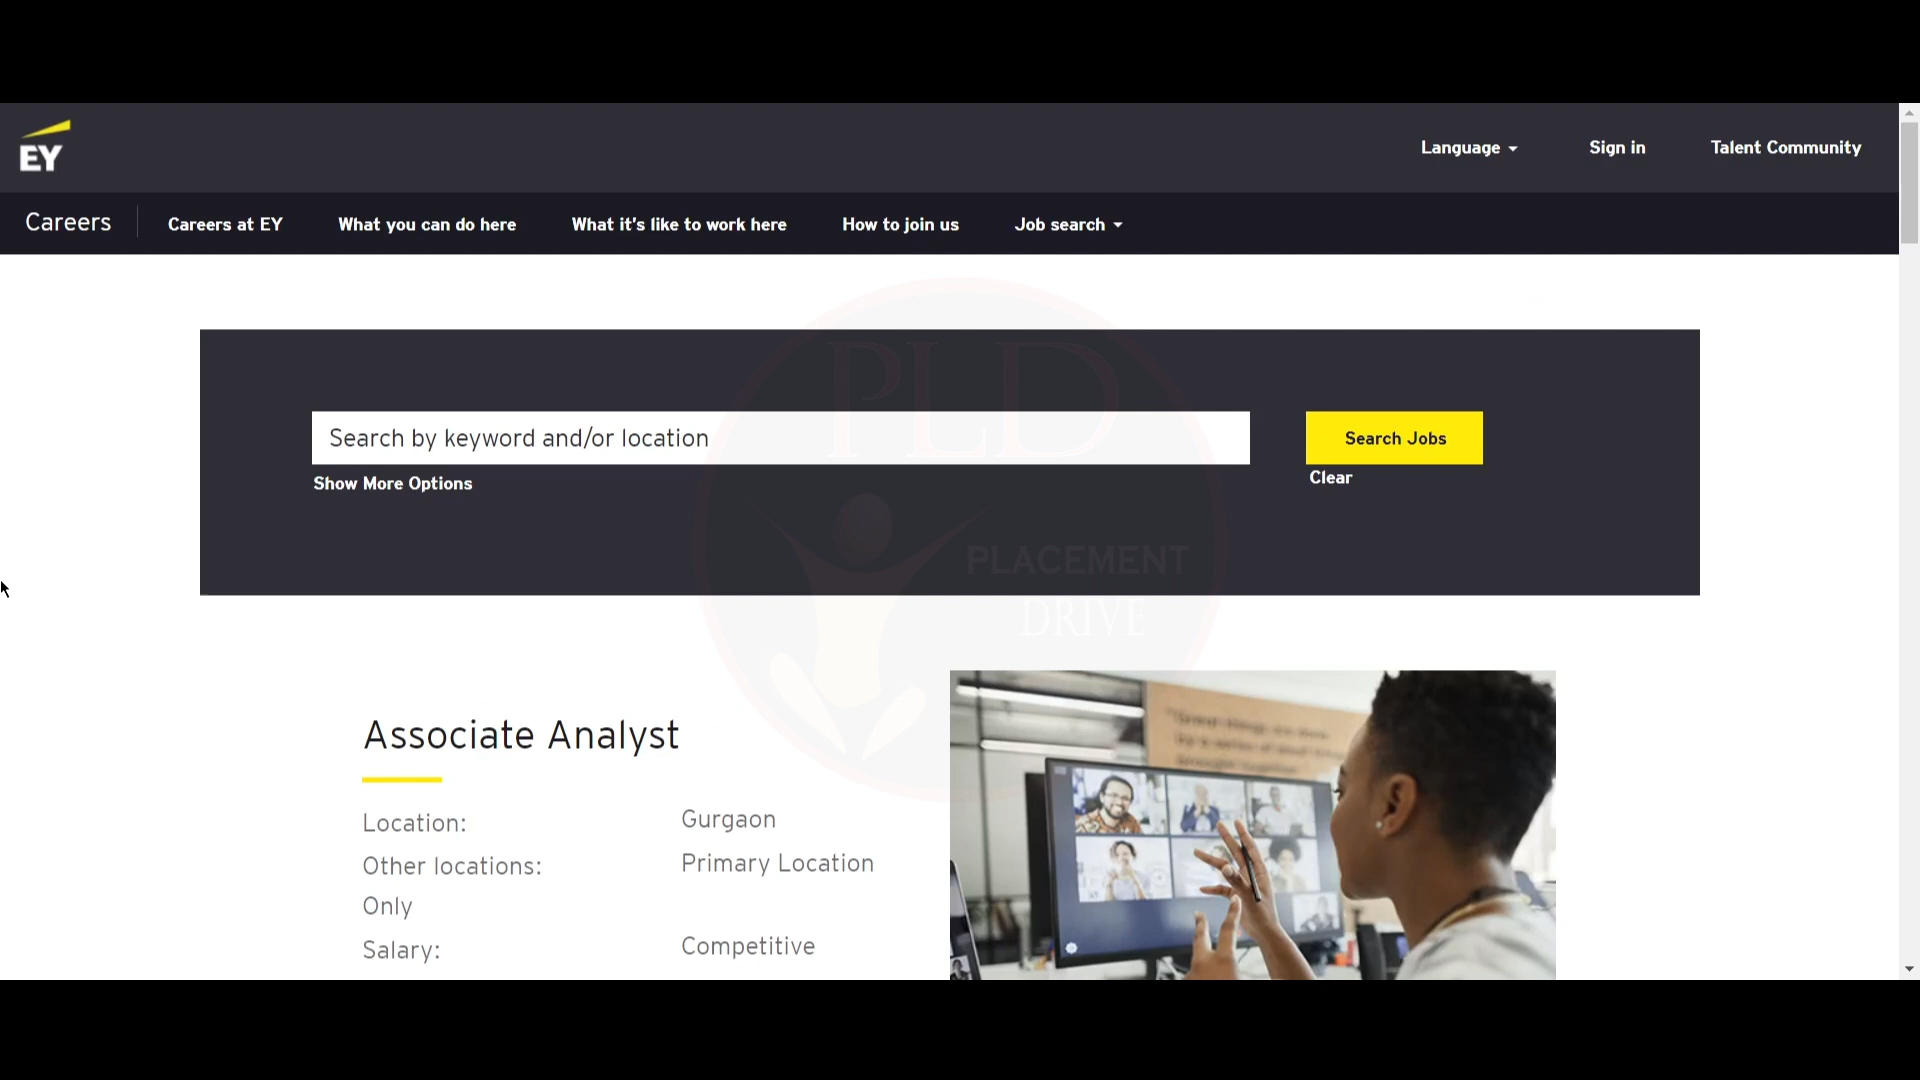 EY
Language
Sign in
Talent Community
Careers
Careers at EY
What you can do here
What it's like to work here
How to join us
Job search
PLD
Search by keyword and/or location
Search Jobs
Show More Options
Clear
PLACEMENT
DRIVE
Associate Analyst
Location: Gurgaon
Other locations: Primary Location
Only
Salary: Competitive